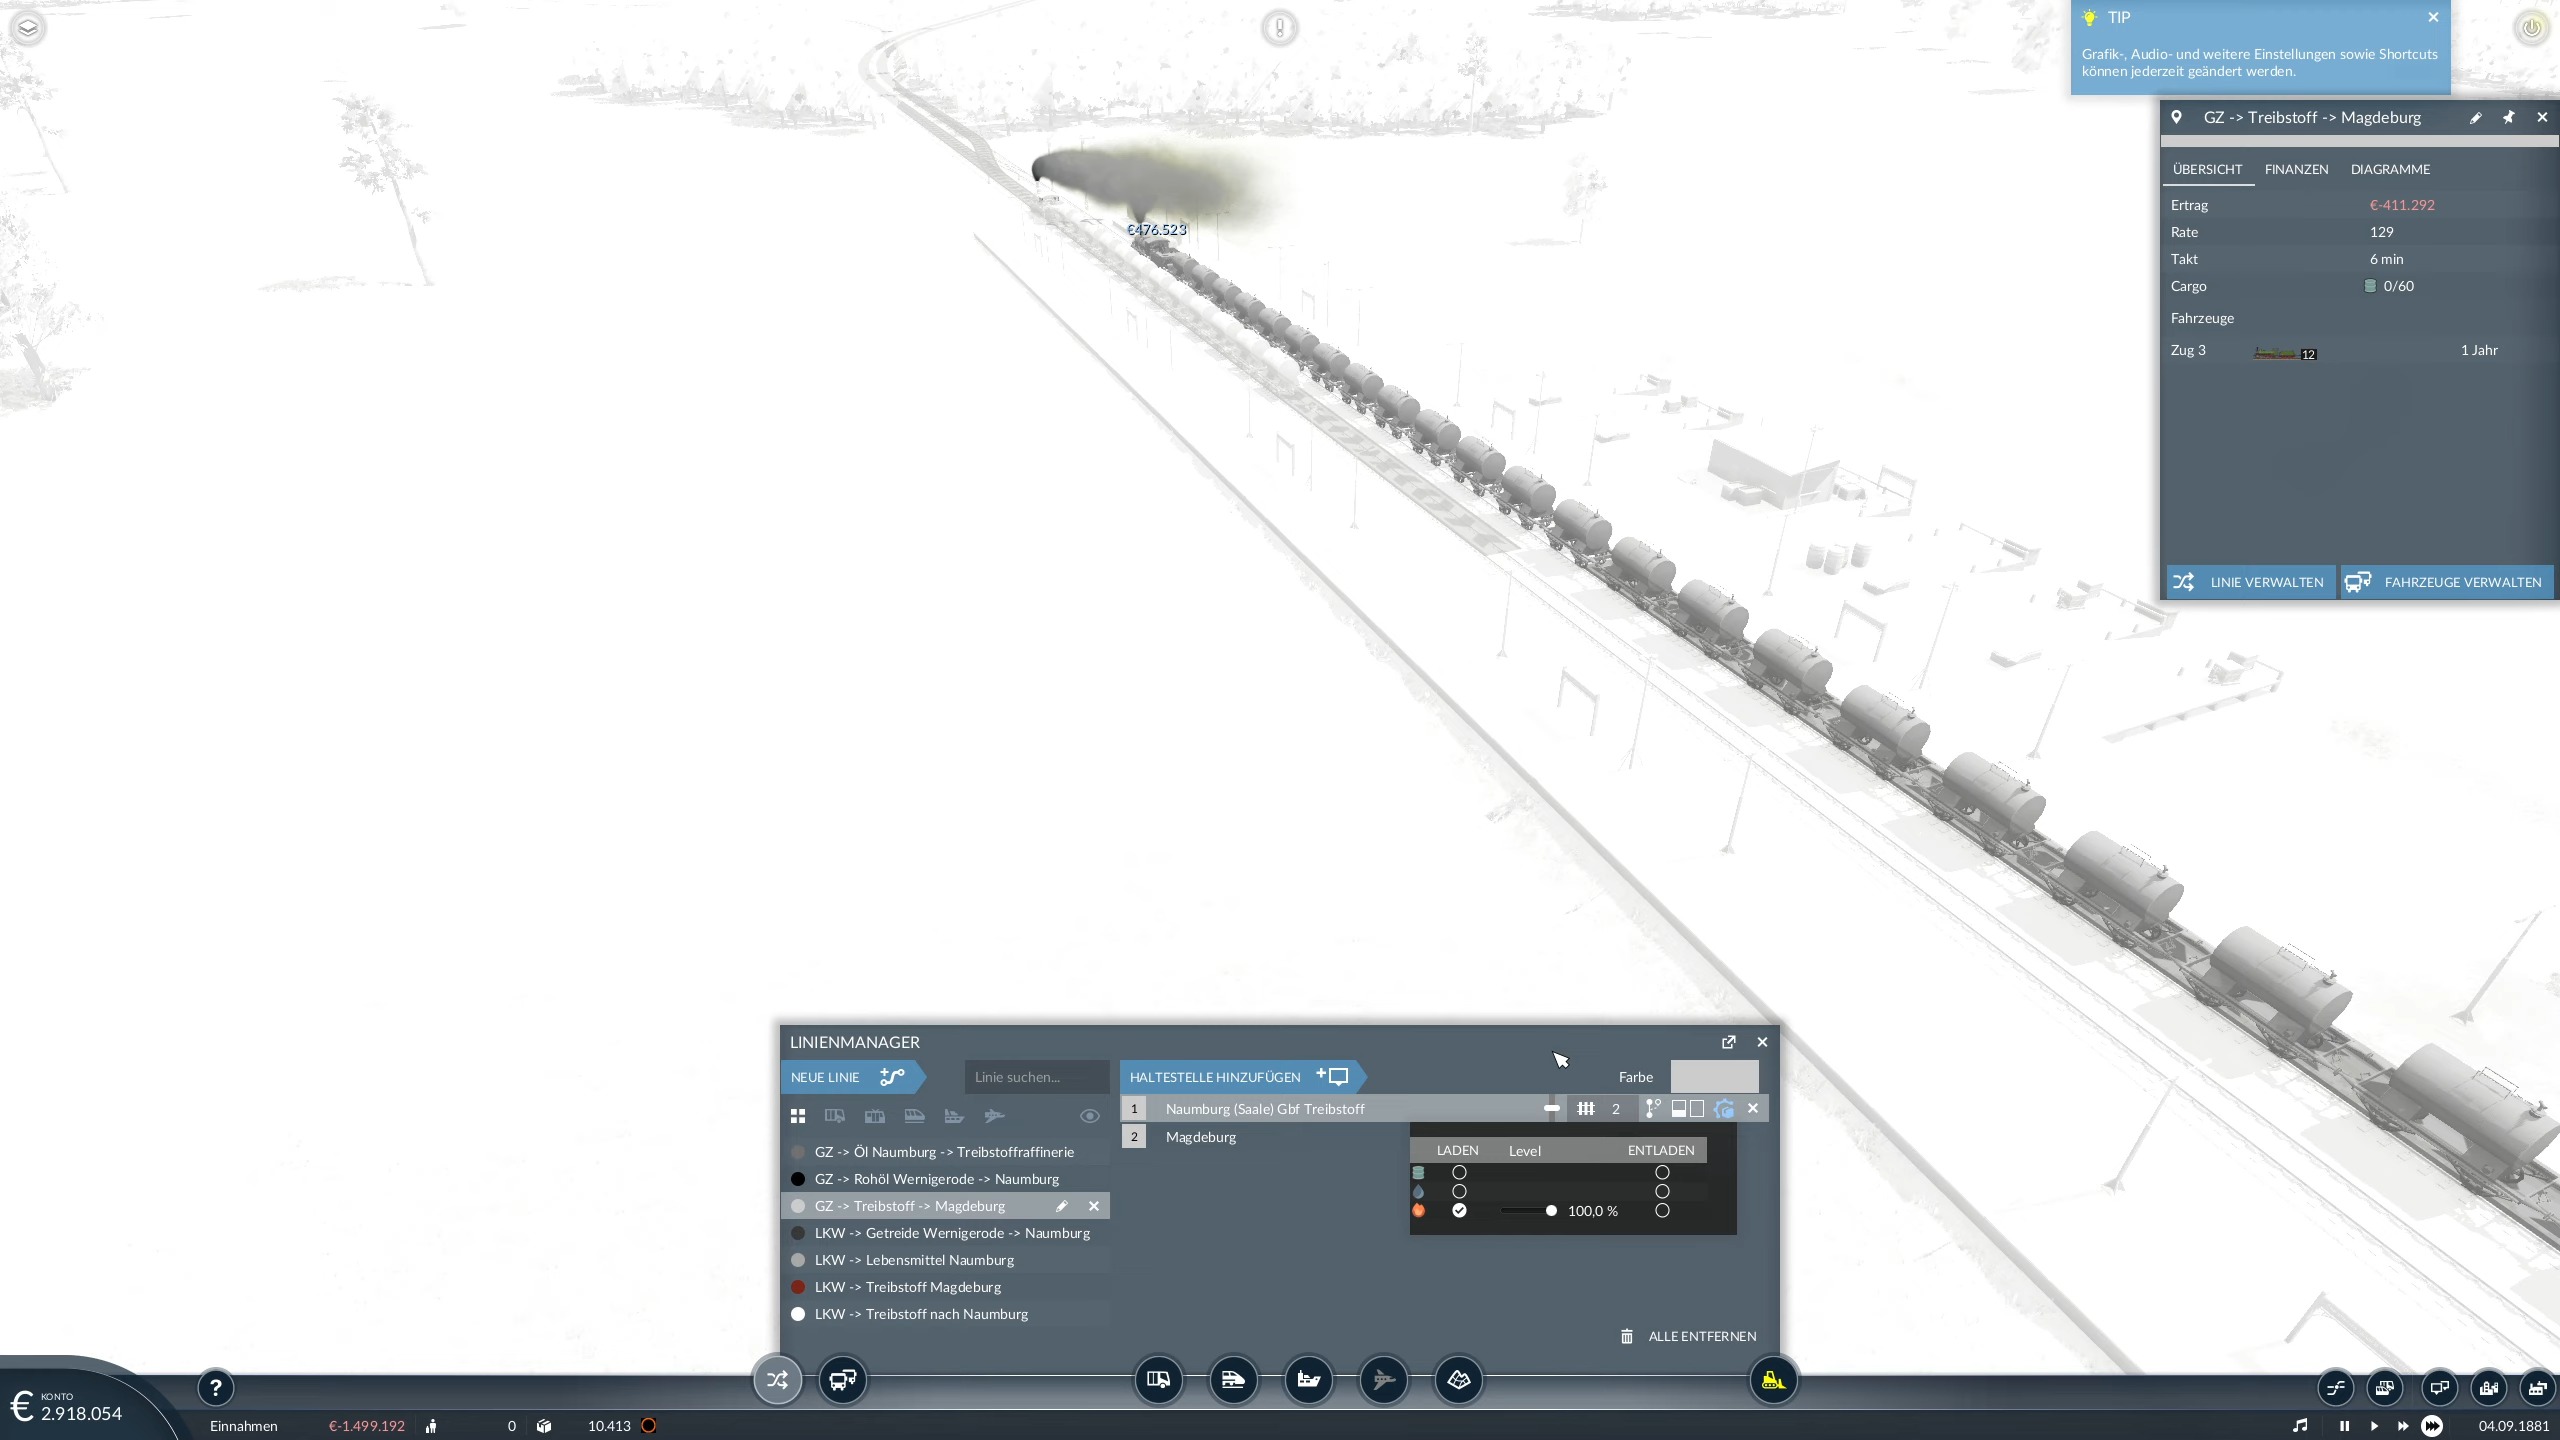 TIP
Grafik-, Audio- und weitere Einstellungen sowie Shortcuts
können jederzeit geändert werden.
GZ -> Treibstoff -> Magdeburg
ÜBERSICHT FINANZEN DIAGRAMME
Ertrag €-411.292
Rate 129
Takt 6 min
Cargo 0/60
Fahrzeuge
Zug 3 12 1 Jahr
LINIE VERWALTEN FAHRZEUGE VERWALTEN
€476.523
LINIENMANAGER
NEUE LINIE Linie suchen... HALTESTELLE HINZUFÜGEN Farbe
1 Naumburg (Saale) Gbf Treibstoff 2
2 Magdeburg
LADEN Level ENTLADEN
100,0 %
GZ -> Öl Naumburg -> Treibstoffraffinerie
GZ -> Rohöl Wernigerode -> Naumburg
GZ -> Treibstoff -> Magdeburg
LKW -> Getreide Wernigerode -> Naumburg
LKW -> Lebensmittel Naumburg
LKW -> Treibstoff Magdeburg
LKW -> Treibstoff nach Naumburg
ALLE ENTFERNEN
KONTO
€ 2.918.054
?
Einnahmen €-1.499.192 0 10.413 04.09.1881